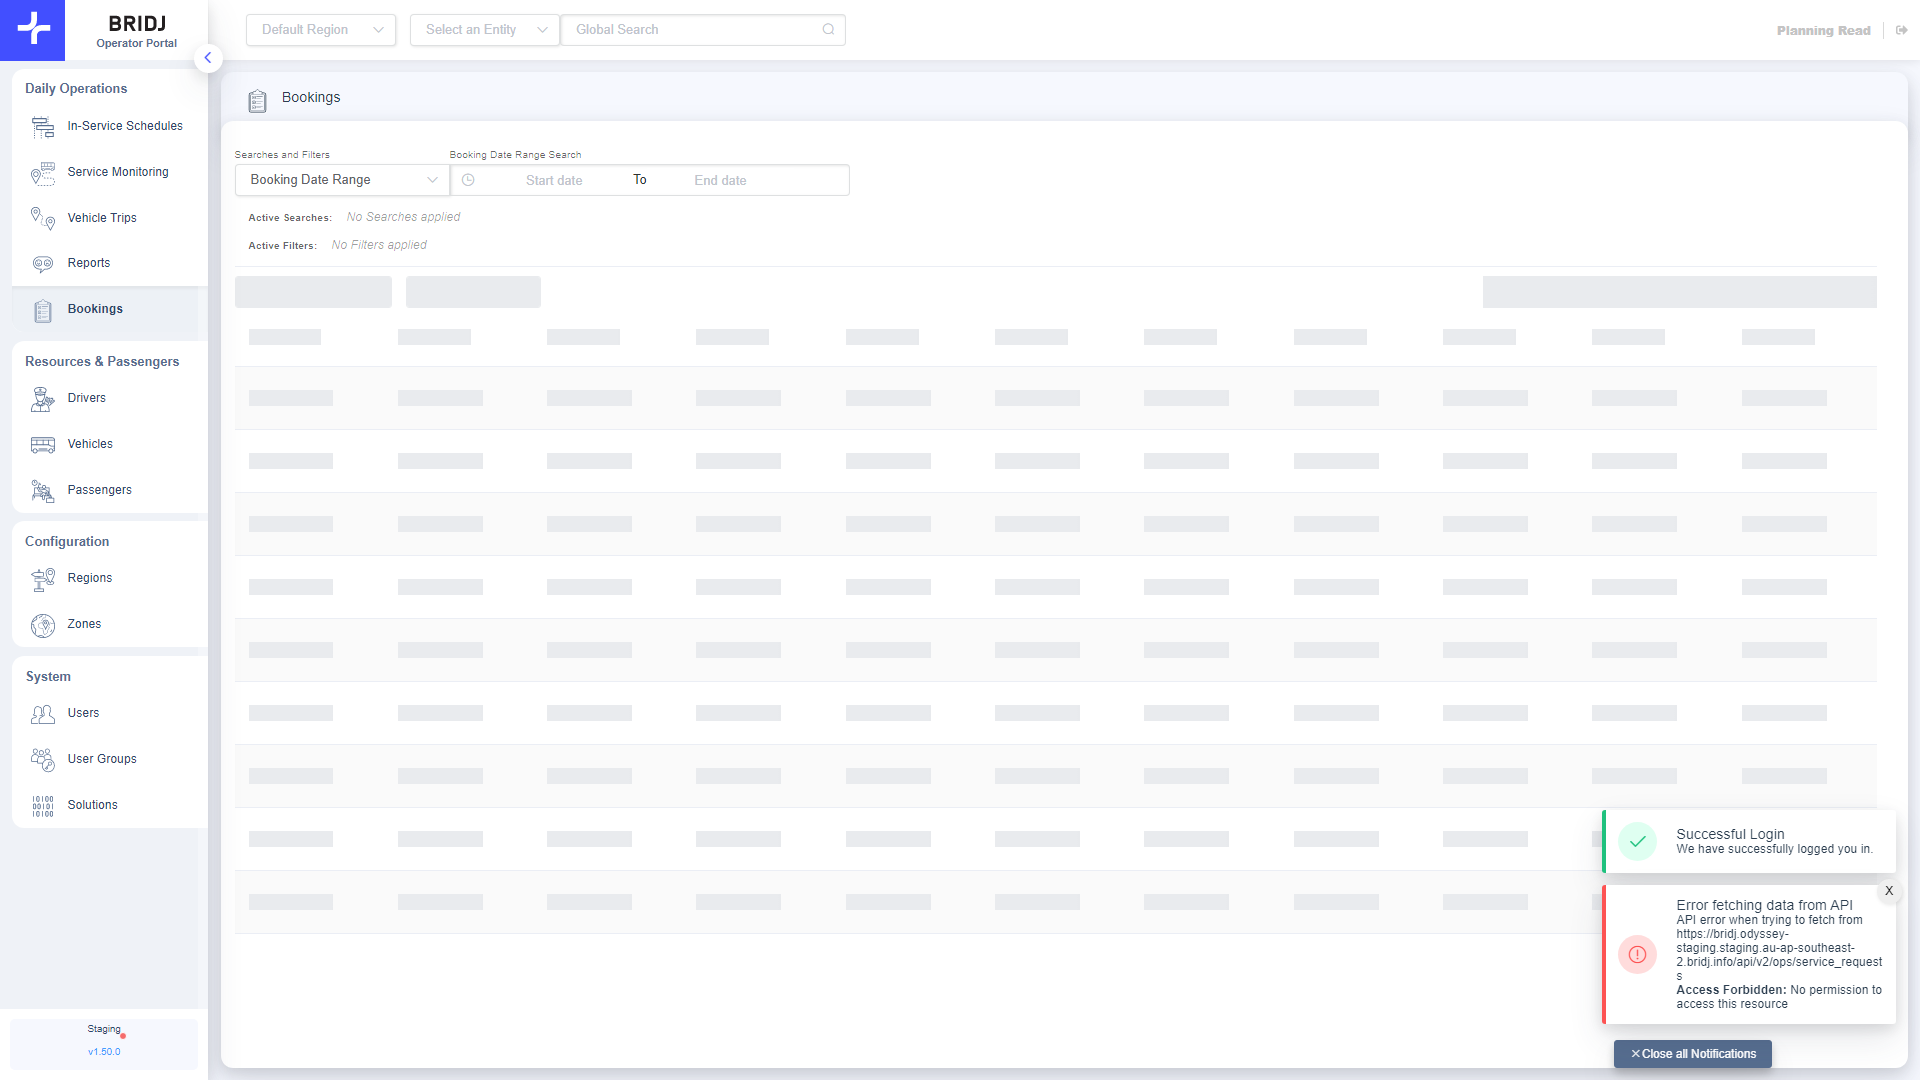 BRIDJ
Operator Portal
Default Region
Select an Entity
Global Search
Planning Read
Daily Operations
In-Service Schedules
Service Monitoring
Vehicle Trips
Reports
Bookings
Resources & Passengers
Drivers
Vehicles
Passengers
Configuration
Regions
Zones
System
Users
User Groups
Solutions
Staging
v1.50.0
Bookings
Searches and Filters
Booking Date Range Search
Booking Date Range
Start date
To
End date
Active Searches: No Searches applied
Active Filters: No Filters applied
Successful Login
We have successfully logged you in.
X
Error fetching data from API
API error when trying to fetch from
https://bridj.odyssey-
staging.staging.au-ap-southeast-
2.bridj.info/api/v2/ops/service_request
s
Access Forbidden: No permission to
access this resource
✕Close all Notifications